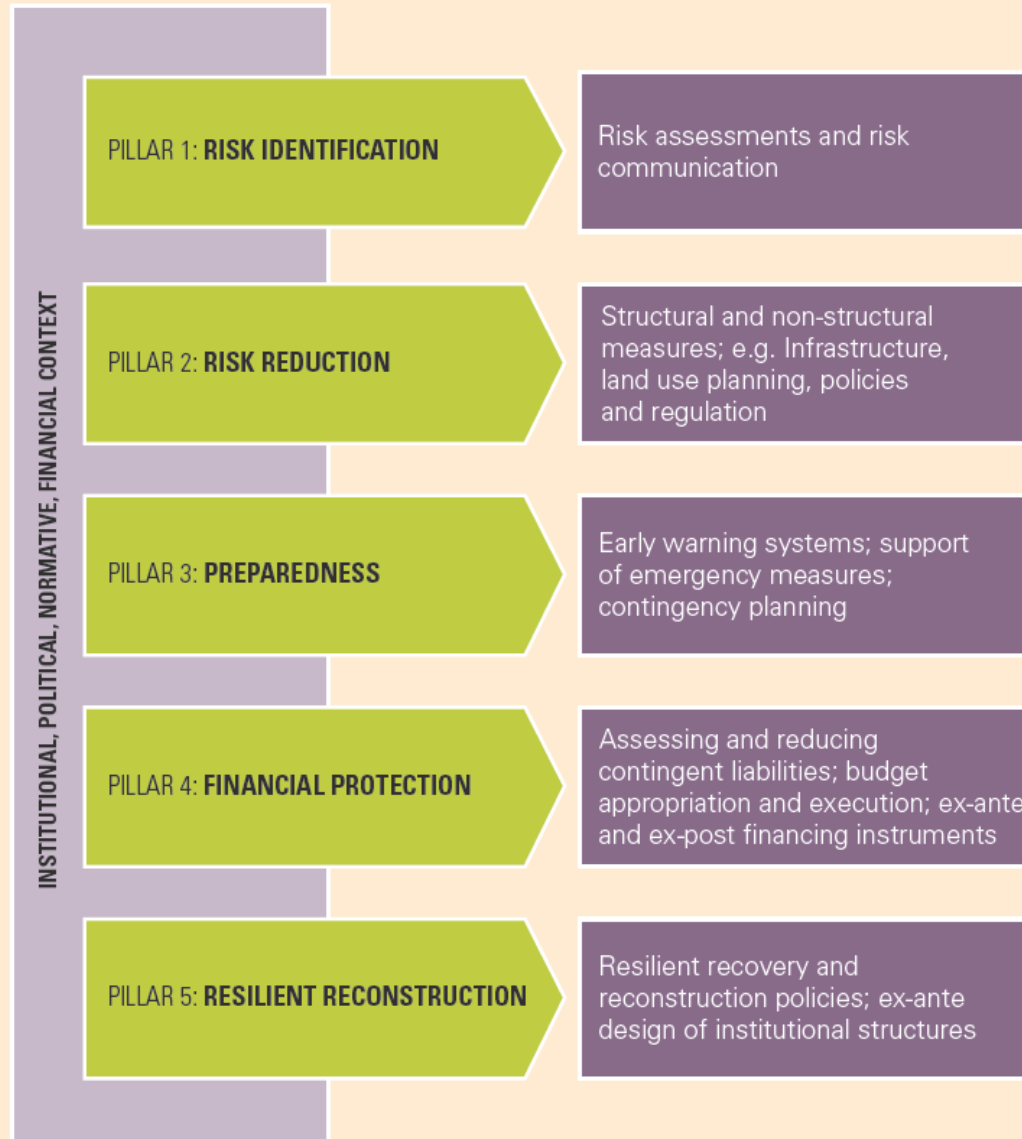 INSTITUTIONAL, POLITICAL, NORMATIVE, FINANCIAL CONTEXT
PILLAR 1: RISK IDENTIFICATION
Risk assessments and risk
communication
PILLAR 2: RISK REDUCTION
Structural and non-structural
measures; e.g. Infrastructure,
land use planning, policies
and regulation
PILLAR 3: PREPAREDNESS
Early warning systems; support
of emergency measures;
contingency planning
PILLAR 4: FINANCIAL PROTECTION
Assessing and reducing
contingent liabilities; budget
appropriation and execution; ex-ante
and ex-post financing instruments
PILLAR 5: RESILIENT RECONSTRUCTION
Resilient recovery and
reconstruction policies; ex-ante
design of institutional structures